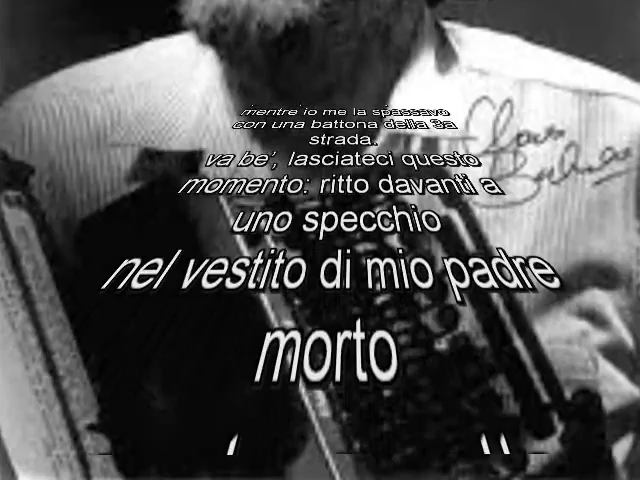 mentre io me la spassavo
con una battona della 3a
strada.
va be', lasciateci questo
momento: ritto davanti a
uno specchio
nel vestito di mio padre
morto